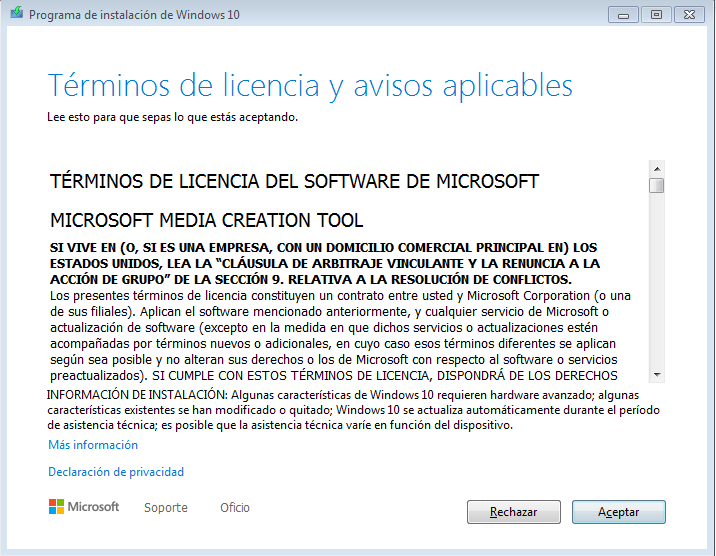 Programa de instalación de Windows 10
Términos de licencia y avisos aplicables
Lee esto para que sepas lo que estás aceptando.
TÉRMINOS DE LICENCIA DEL SOFTWARE DE MICROSOFT
MICROSOFT MEDIA CREATION TOOL
SI VIVE EN (O, SI ES UNA EMPRESA, CON UN DOMICILIO COMERCIAL PRINCIPAL EN) LOS
ESTADOS UNIDOS, LEA LA “CLÁUSULA DE ARBITRAJE VINCULANTE Y LA RENUNCIA A LA
ACCIÓN DE GRUPO” DE LA SECCIÓN 9. RELATIVA A LA RESOLUCIÓN DE CONFLICTOS.
Los presentes términos de licencia constituyen un contrato entre usted y Microsoft Corporation (o una
de sus filiales). Aplican el software mencionado anteriormente, y cualquier servicio de Microsoft o
actualización de software (excepto en la medida en que dichos servicios o actualizaciones estén
acompañadas por términos nuevos o adicionales, en cuyo caso esos términos diferentes se aplican
según sea posible y no alteran sus derechos o los de Microsoft con respecto al software o servicios
preactualizados). SI CUMPLE CON ESTOS TÉRMINOS DE LICENCIA, DISPONDRÁ DE LOS DERECHOS
INFORMACIÓN DE INSTALACIÓN: Algunas características de Windows 10 requieren hardware avanzado; algunas
características existentes se han modificado o quitado; Windows 10 se actualiza automáticamente durante el período
de asistencia técnica; es posible que la asistencia técnica varíe en función del dispositivo.
Más información
Declaración de privacidad
Microsoft Soporte Oficio Rechazar Aceptar